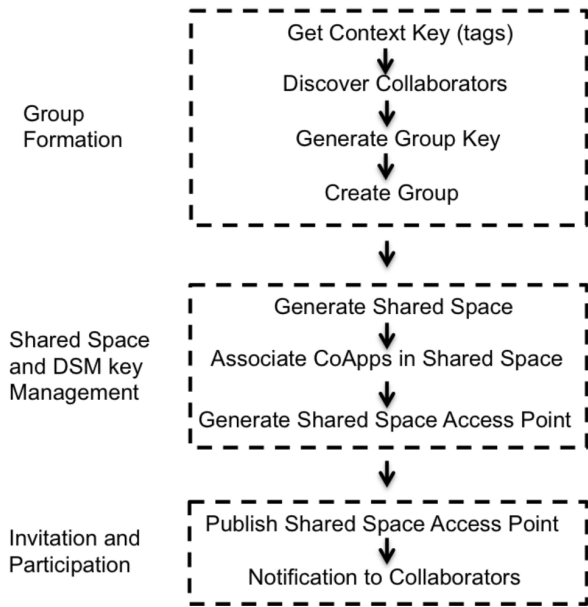 Get Context Key (tags)
Discover Collaborators
Group
Formation
Generate Group Key
Create Group
Generate Shared Space
Shared Space
and DSM key
Management
Associate CoApps in Shared Space
Generate Shared Space Access Point
Invitation and
Participation
Publish Shared Space Access Point
Notification to Collaborators